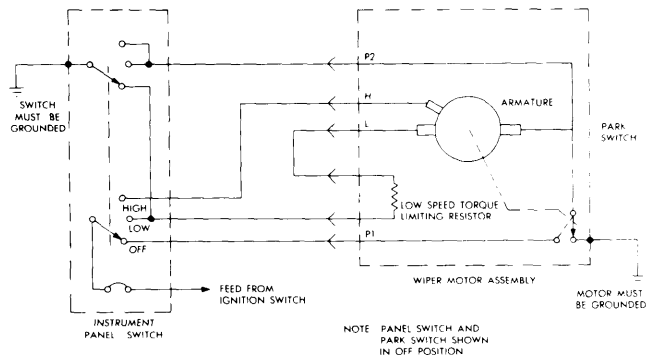 P2
H
ARMATURE
SWITCH
MUST BE
GROUNDED
L
PARK
SWITCH
HIGH
LOW
LOW SPEED TORQUE
LIMITING RESISTOR
OFF
P1
WIPER MOTOR ASSEMBLY
FEED FROM
IGNITION SWITCH
MOTOR MUST
BE GROUNDED
INSTRUMENT
PANEL SWITCH
NOTE PANEL SWITCH AND
PARK SWITCH SHOWN
IN OFF POSITION